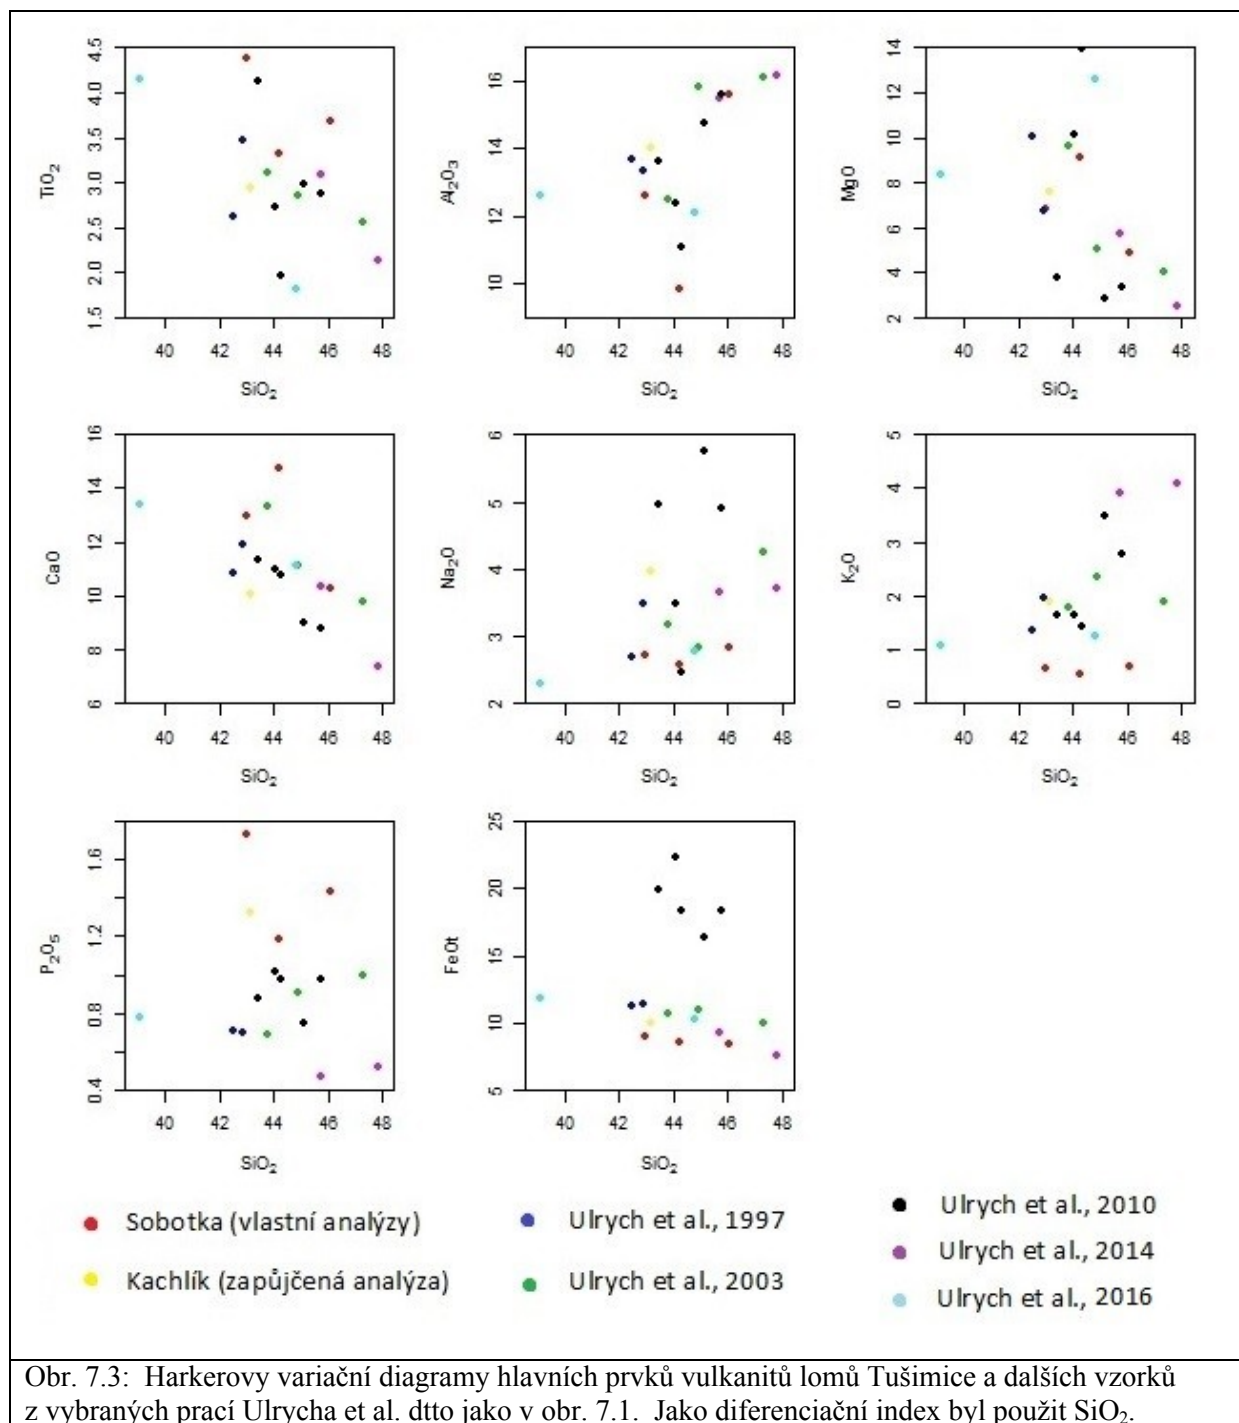 1.5 2.0 2.5 3.0 3.5 4.0 4.5
TiO₂
40 42 44 46 48
SiO₂
10 12 14 16
Al₂O₃
40 42 44 46 48
SiO₂
2 4 6 8 10 12 14
MgO
40 42 44 46 48
SiO₂
6 8 10 12 14 16
CaO
40 42 44 46 48
SiO₂
2 3 4 5 6
Na₂O
40 42 44 46 48
SiO₂
0 1 2 3 4 5
K₂O
40 42 44 46 48
SiO₂
0.4 0.8 1.2 1.6
P₂O₅
40 42 44 46 48
SiO₂
5 10 15 20 25
FeOt
40 42 44 46 48
SiO₂
Sobotka (vlastní analýzy)
Kachlík (zapůjčená analýza)
Ulrych et al., 1997
Ulrych et al., 2003
Ulrych et al., 2010
Ulrych et al., 2014
Ulrych et al., 2016
Obr. 7.3: Harkerovy variační diagramy hlavních prvků vulkanitů lomů Tušimice a dalších vzorků
z vybraných prací Ulrycha et al. dtto jako v obr. 7.1. Jako diferenciační index byl použit SiO₂.